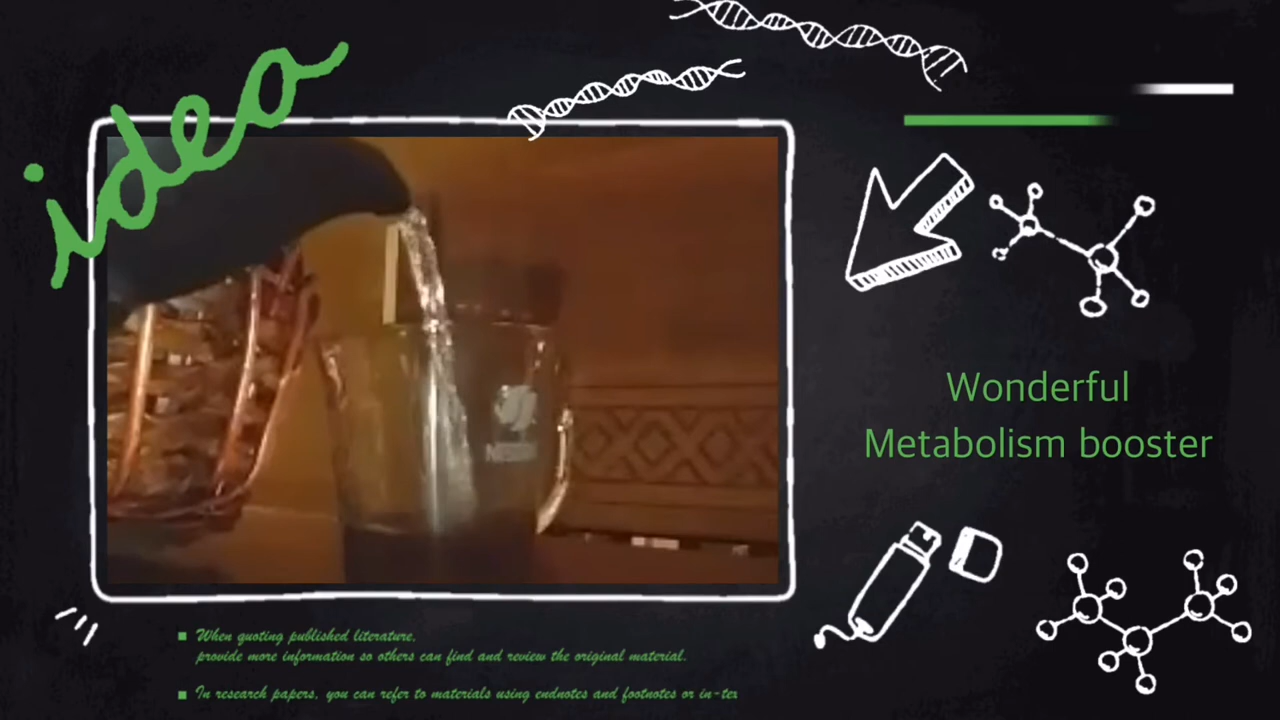 idea
Wonderful
Metabolism booster
When quoting published literature,
provide more information so others can find and review the original material.
In research papers, you can refer to materials using endnotes and footnotes or in-tex